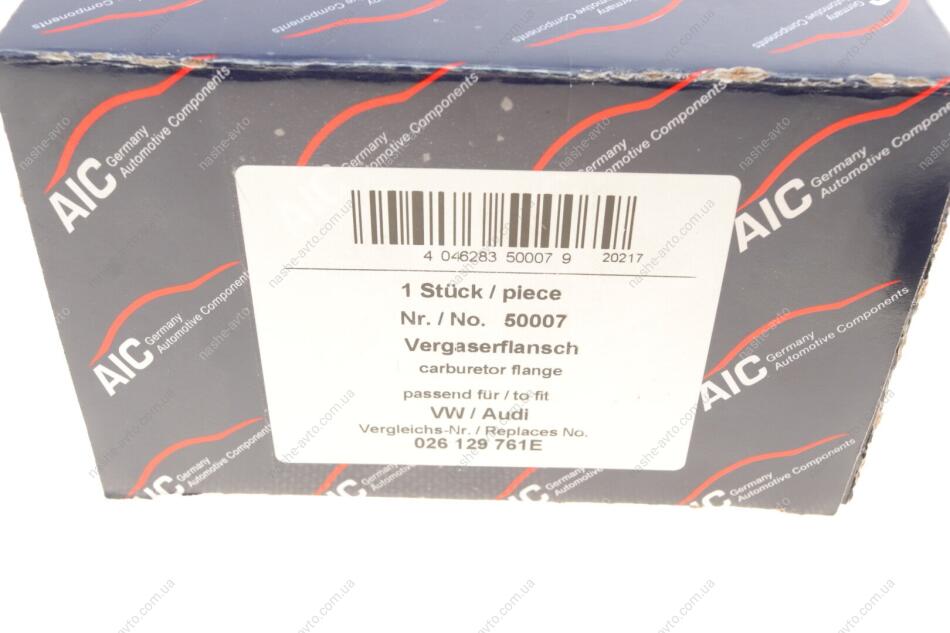 AIC Germany
Automotive Components
4 046283 50007 9 20217
1 Stück / piece
Nr. / No. 50007
Vergaserflansch
carburetor flange
passend für / to fit
VW / Audi
Vergleichs-Nr. / Replaces No.
026 129 761E
AIC Germany
Automotive Components
AIC Germany
Automotive Components
AIC Germany
Automotive Components
nashe-avto.com.ua